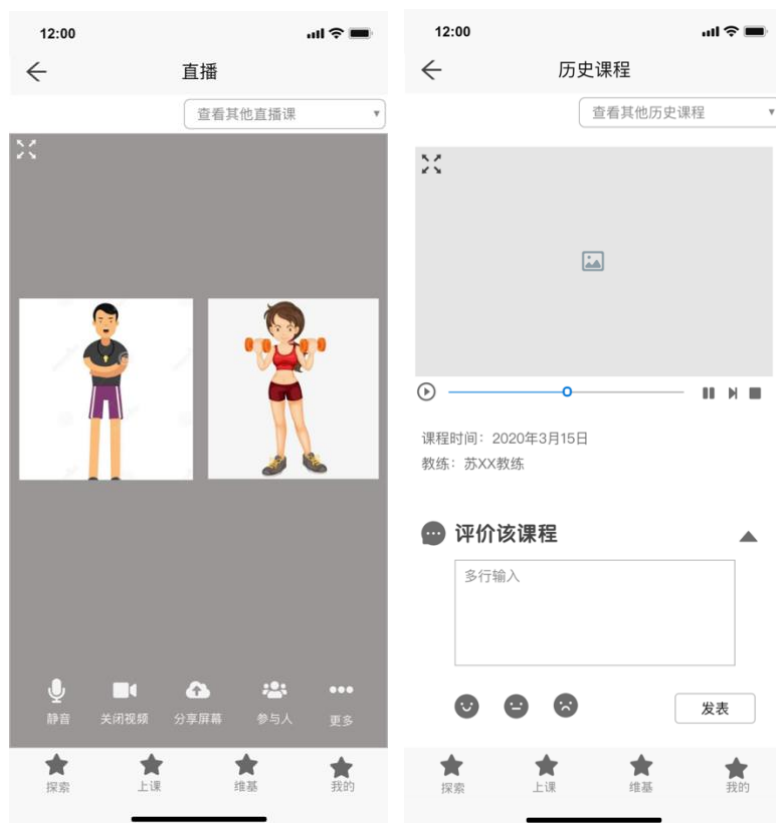 12:00
直播
查看其他直播课
静音
关闭视频
分享屏幕
参与人
更多
探索
上课
维基
我的
12:00
历史课程
查看其他历史课程
课程时间：2020年3月15日
教练：苏XX教练
评价该课程
多行输入
发表
探索
上课
维基
我的